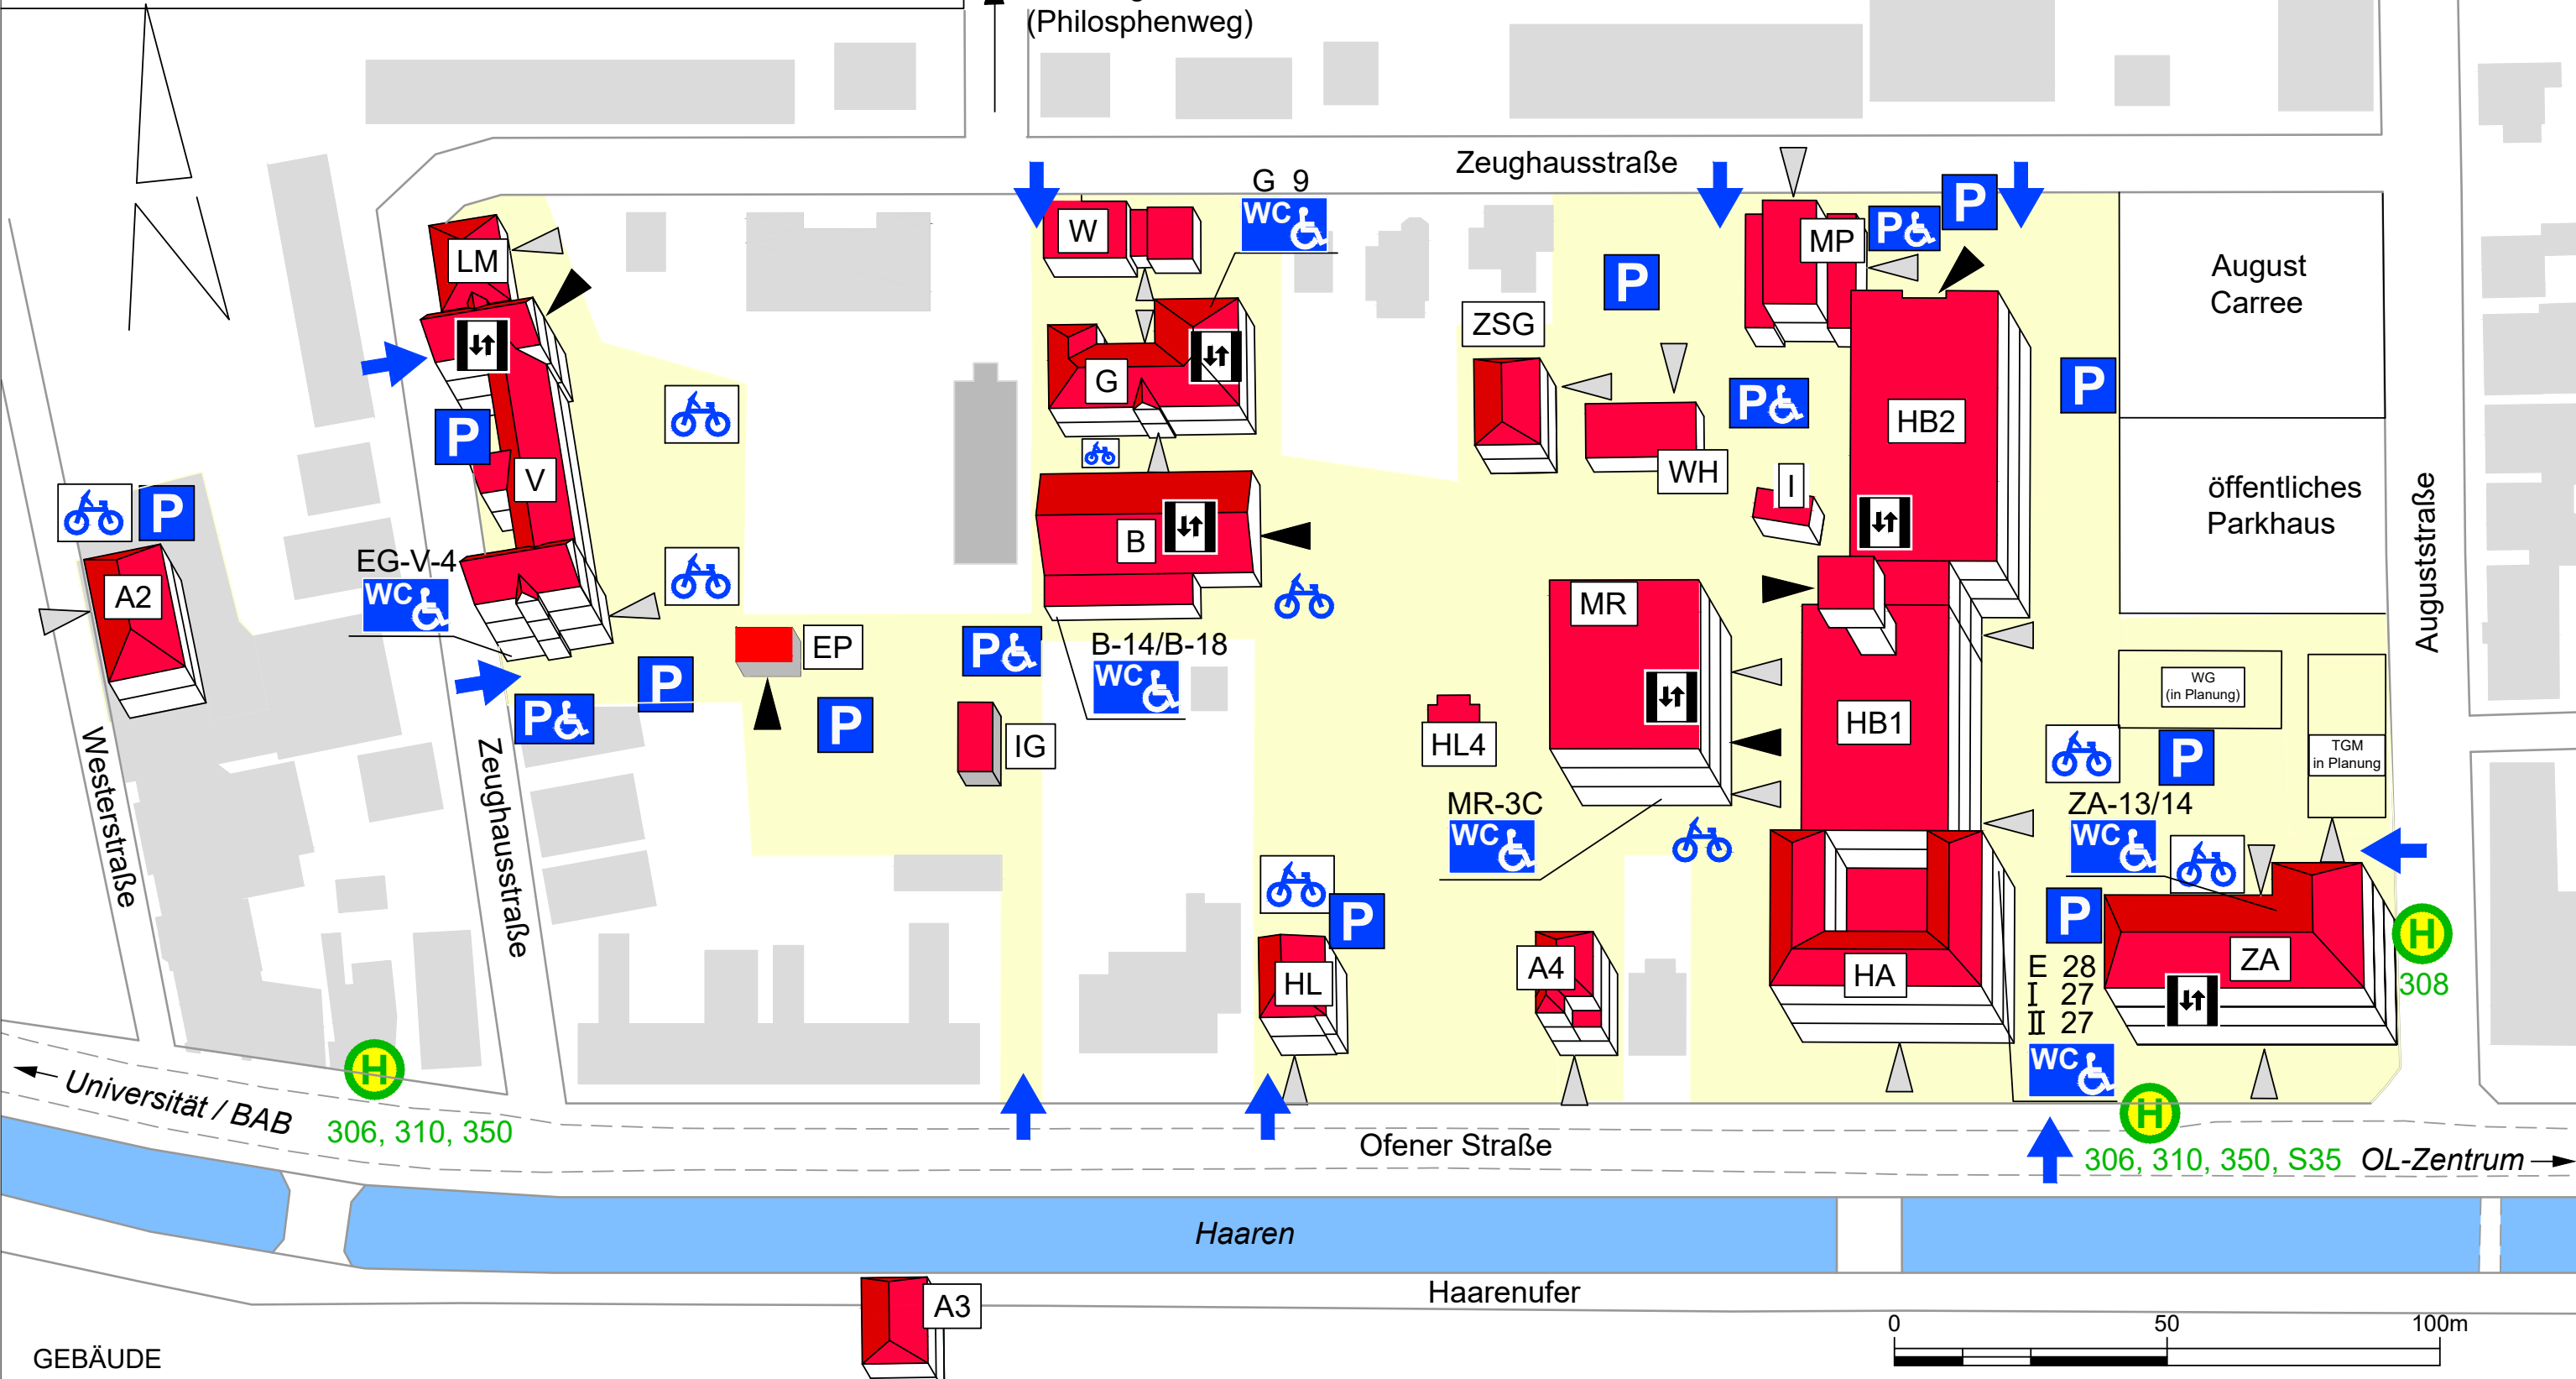 (Philosphenweg)
Zeughausstraße
G 9
WC
W
MP
P
P
LM
P
August
Carree
ZSG
G
P
P
HB2
P
V
WH
I
öffentliches
Parkhaus
P
B
Auguststraße
EG-V-4
WC
A2
MR
EP
P
B-14/B-18
WC
P
P
P
IG
HL4
HB1
WG
(in Planung)
TGM
in Planung
P
Westerstraße
Zeughausstraße
MR-3C
WC
ZA-13/14
WC
P
P
H
308
HL
A4
HA
E 28
I 27
II 27
WC
ZA
H
Universität / BAB
306, 310, 350
H
Ofener Straße
306, 310, 350, S35
OL-Zentrum
Haaren
Haarenufer
A3
0 50 100m
GEBÄUDE